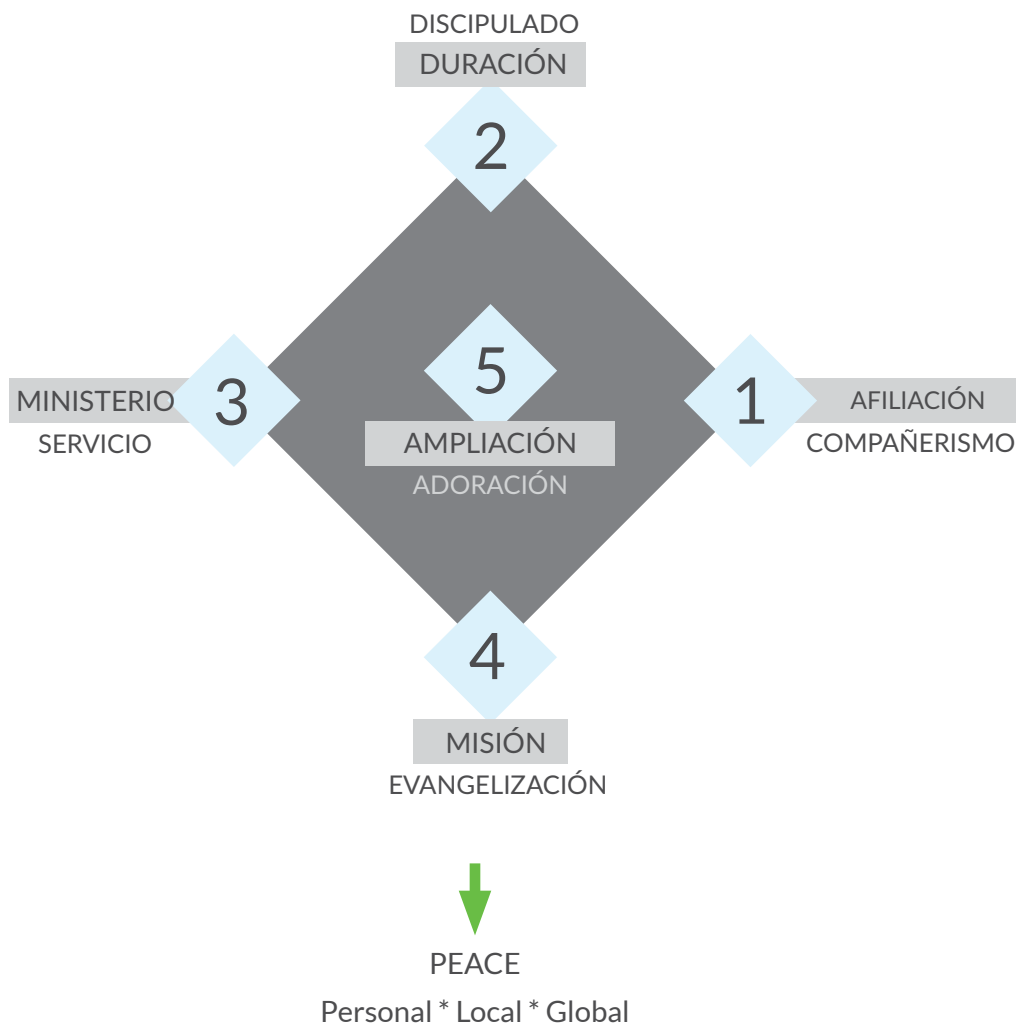 DISCIPULADO
DURACIÓN
2
5
MINISTERIO
3
1
AFILIACIÓN
SERVICIO
AMPLIACIÓN
COMPAÑERISMO
ADORACIÓN
4
MISIÓN
EVANGELIZACIÓN
PEACE
Personal * Local * Global